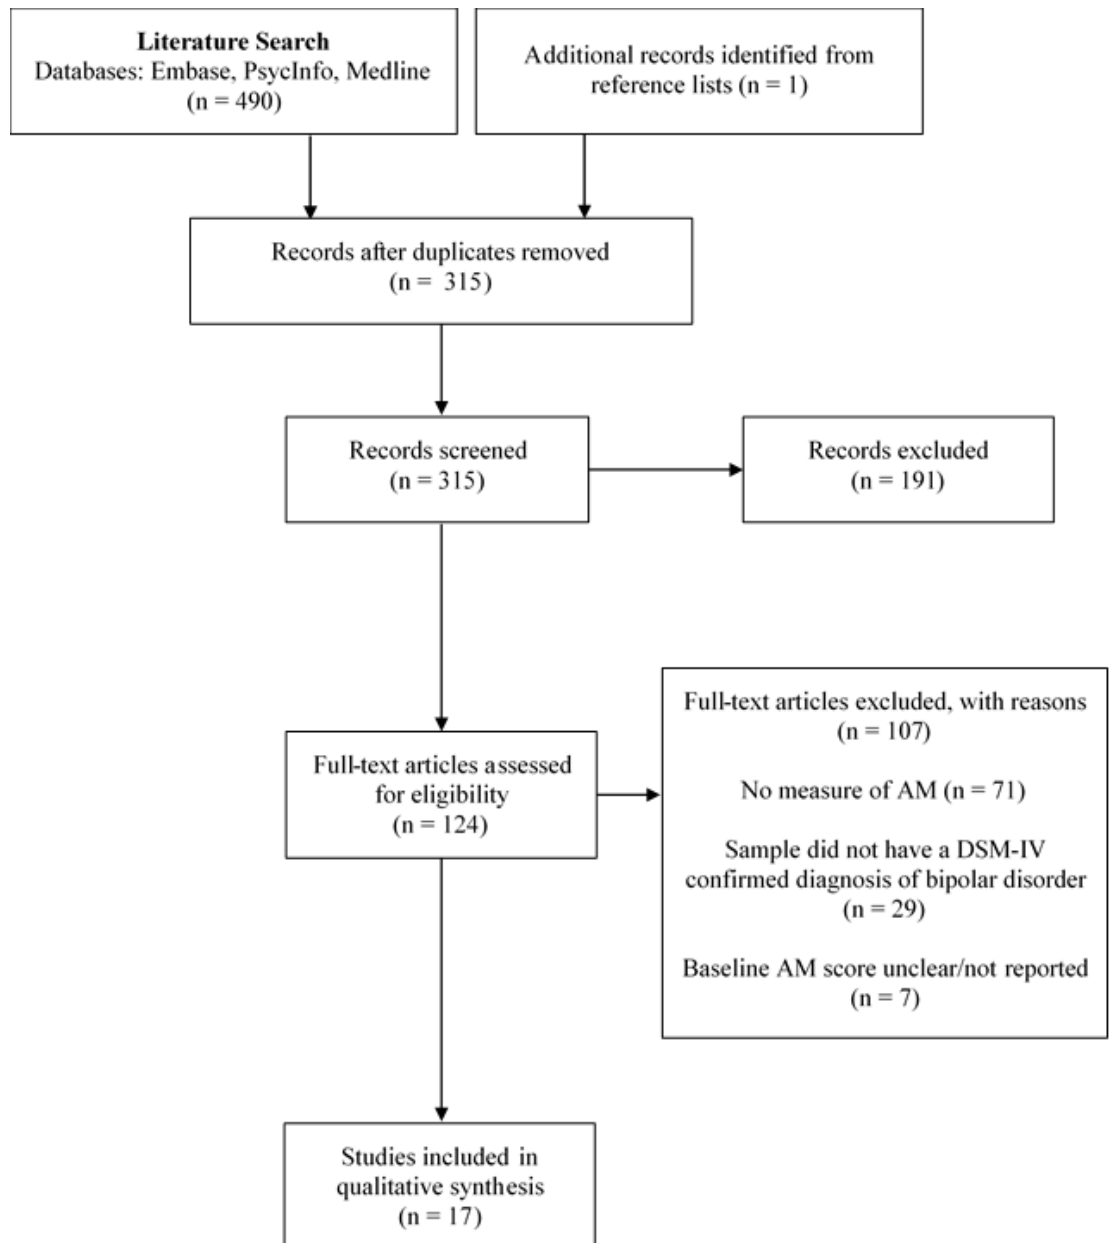 Literature Search
Databases: Embase, PsycInfo, Medline
(n = 490)
Additional records identified from
reference lists (n = 1)
Records after duplicates removed
(n = 315)
Records screened
(n = 315)
Records excluded
(n = 191)
Full-text articles assessed
for eligibility
(n = 124)
Full-text articles excluded, with reasons
(n = 107)
No measure of AM (n = 71)
Sample did not have a DSM-IV
confirmed diagnosis of bipolar disorder
(n = 29)
Baseline AM score unclear/not reported
(n = 7)
Studies included in
qualitative synthesis
(n = 17)